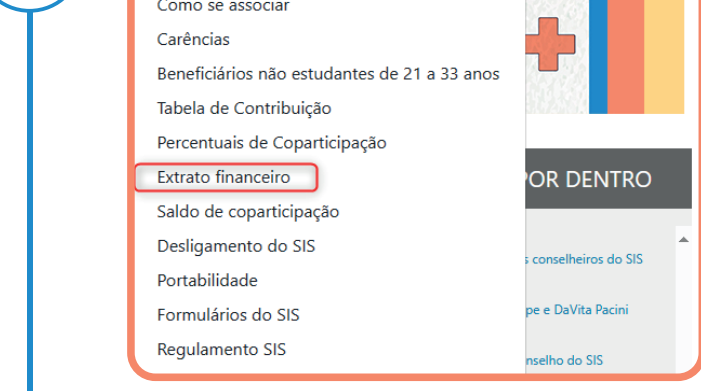 Como se associar
Carências
Beneficiários não estudantes de 21 a 33 anos
Tabela de Contribuição
Percentuais de Coparticipação
Extrato financeiro
Saldo de coparticipação
Desligamento do SIS
Portabilidade
Formulários do SIS
Regulamento SIS
POR DENTRO
conselheiros do SIS
e DaVita Pacini
do SIS